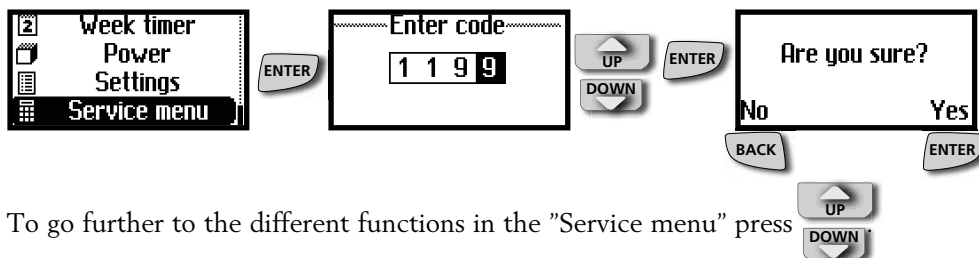 2 Week timer
Power
Settings
Service menu
ENTER
Enter code
1 1 9 9
UP
DOWN
ENTER
Are you sure?
No Yes
BACK
ENTER
To go further to the different functions in the ”Service menu” press UP
DOWN .